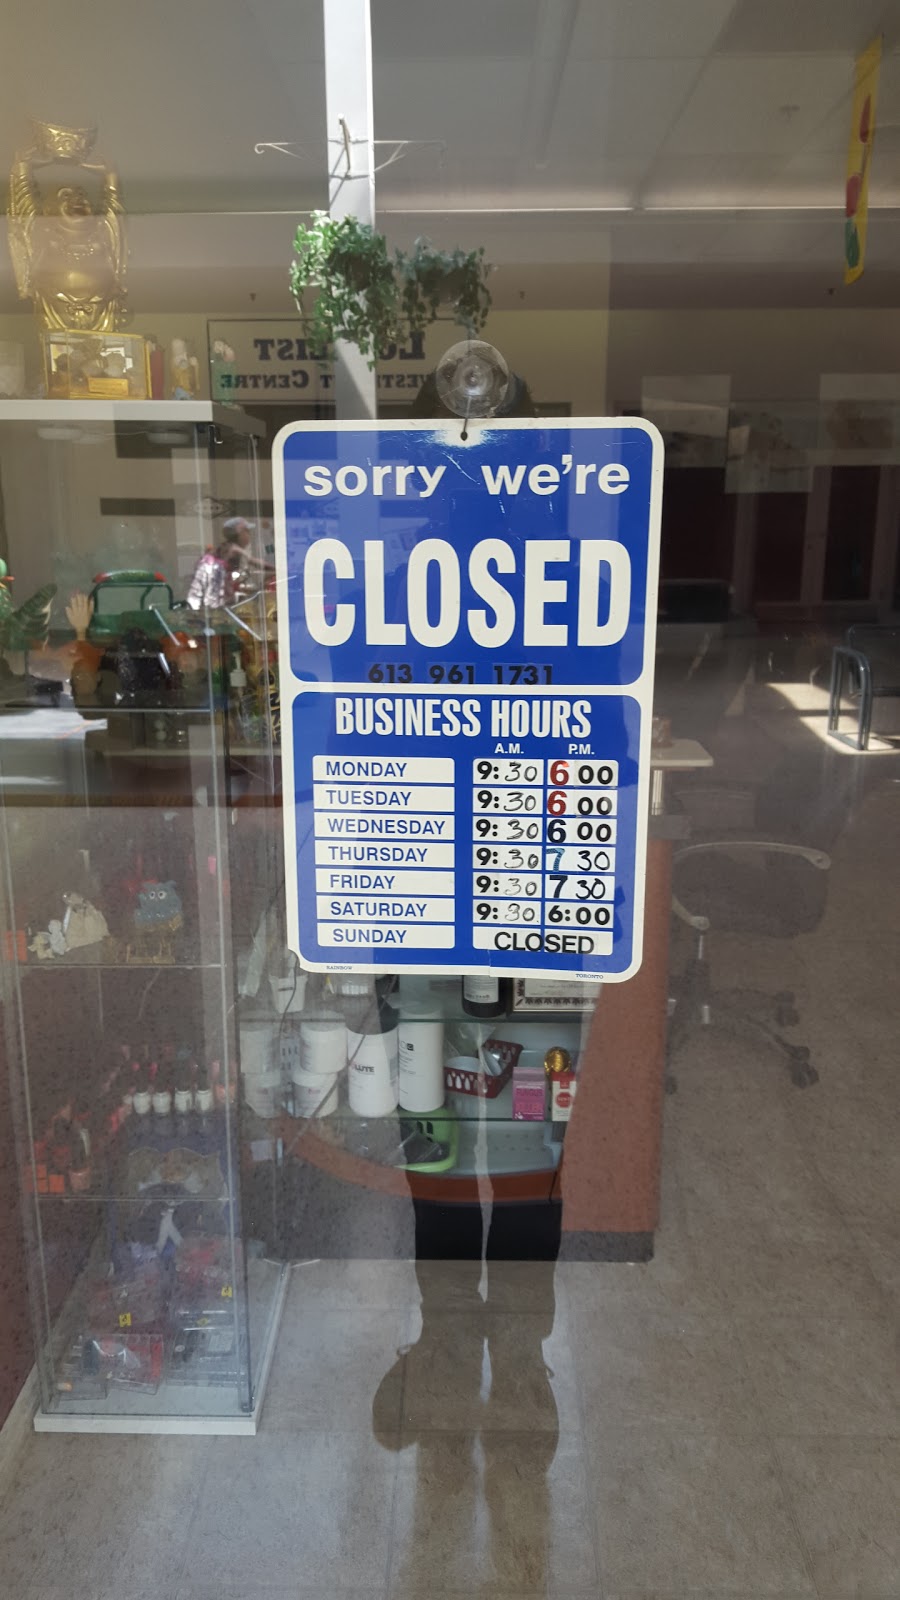 sorry we're
CLOSED
613 961 1731
BUSINESS HOURS
A.M. P.M.
MONDAY 9:30 6 00
TUESDAY 9:30 6 00
WEDNESDAY 9:30 6 00
THURSDAY 9:30 7 30
FRIDAY 9:30 7 30
SATURDAY 9:30 6:00
SUNDAY CLOSED
RAINBOW TORONTO